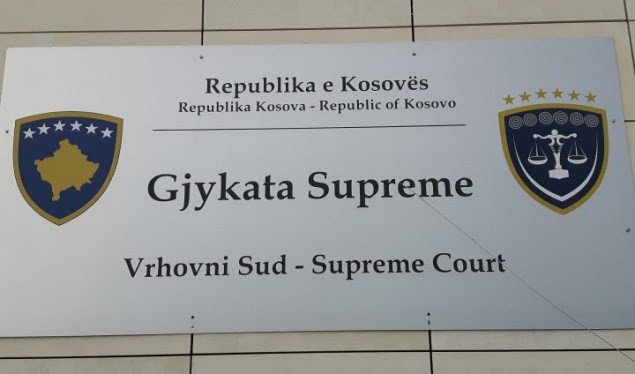 Republika e Kosovës
Republika Kosova - Republic of Kosovo
Gjykata Supreme
Vrhovni Sud - Supreme Court